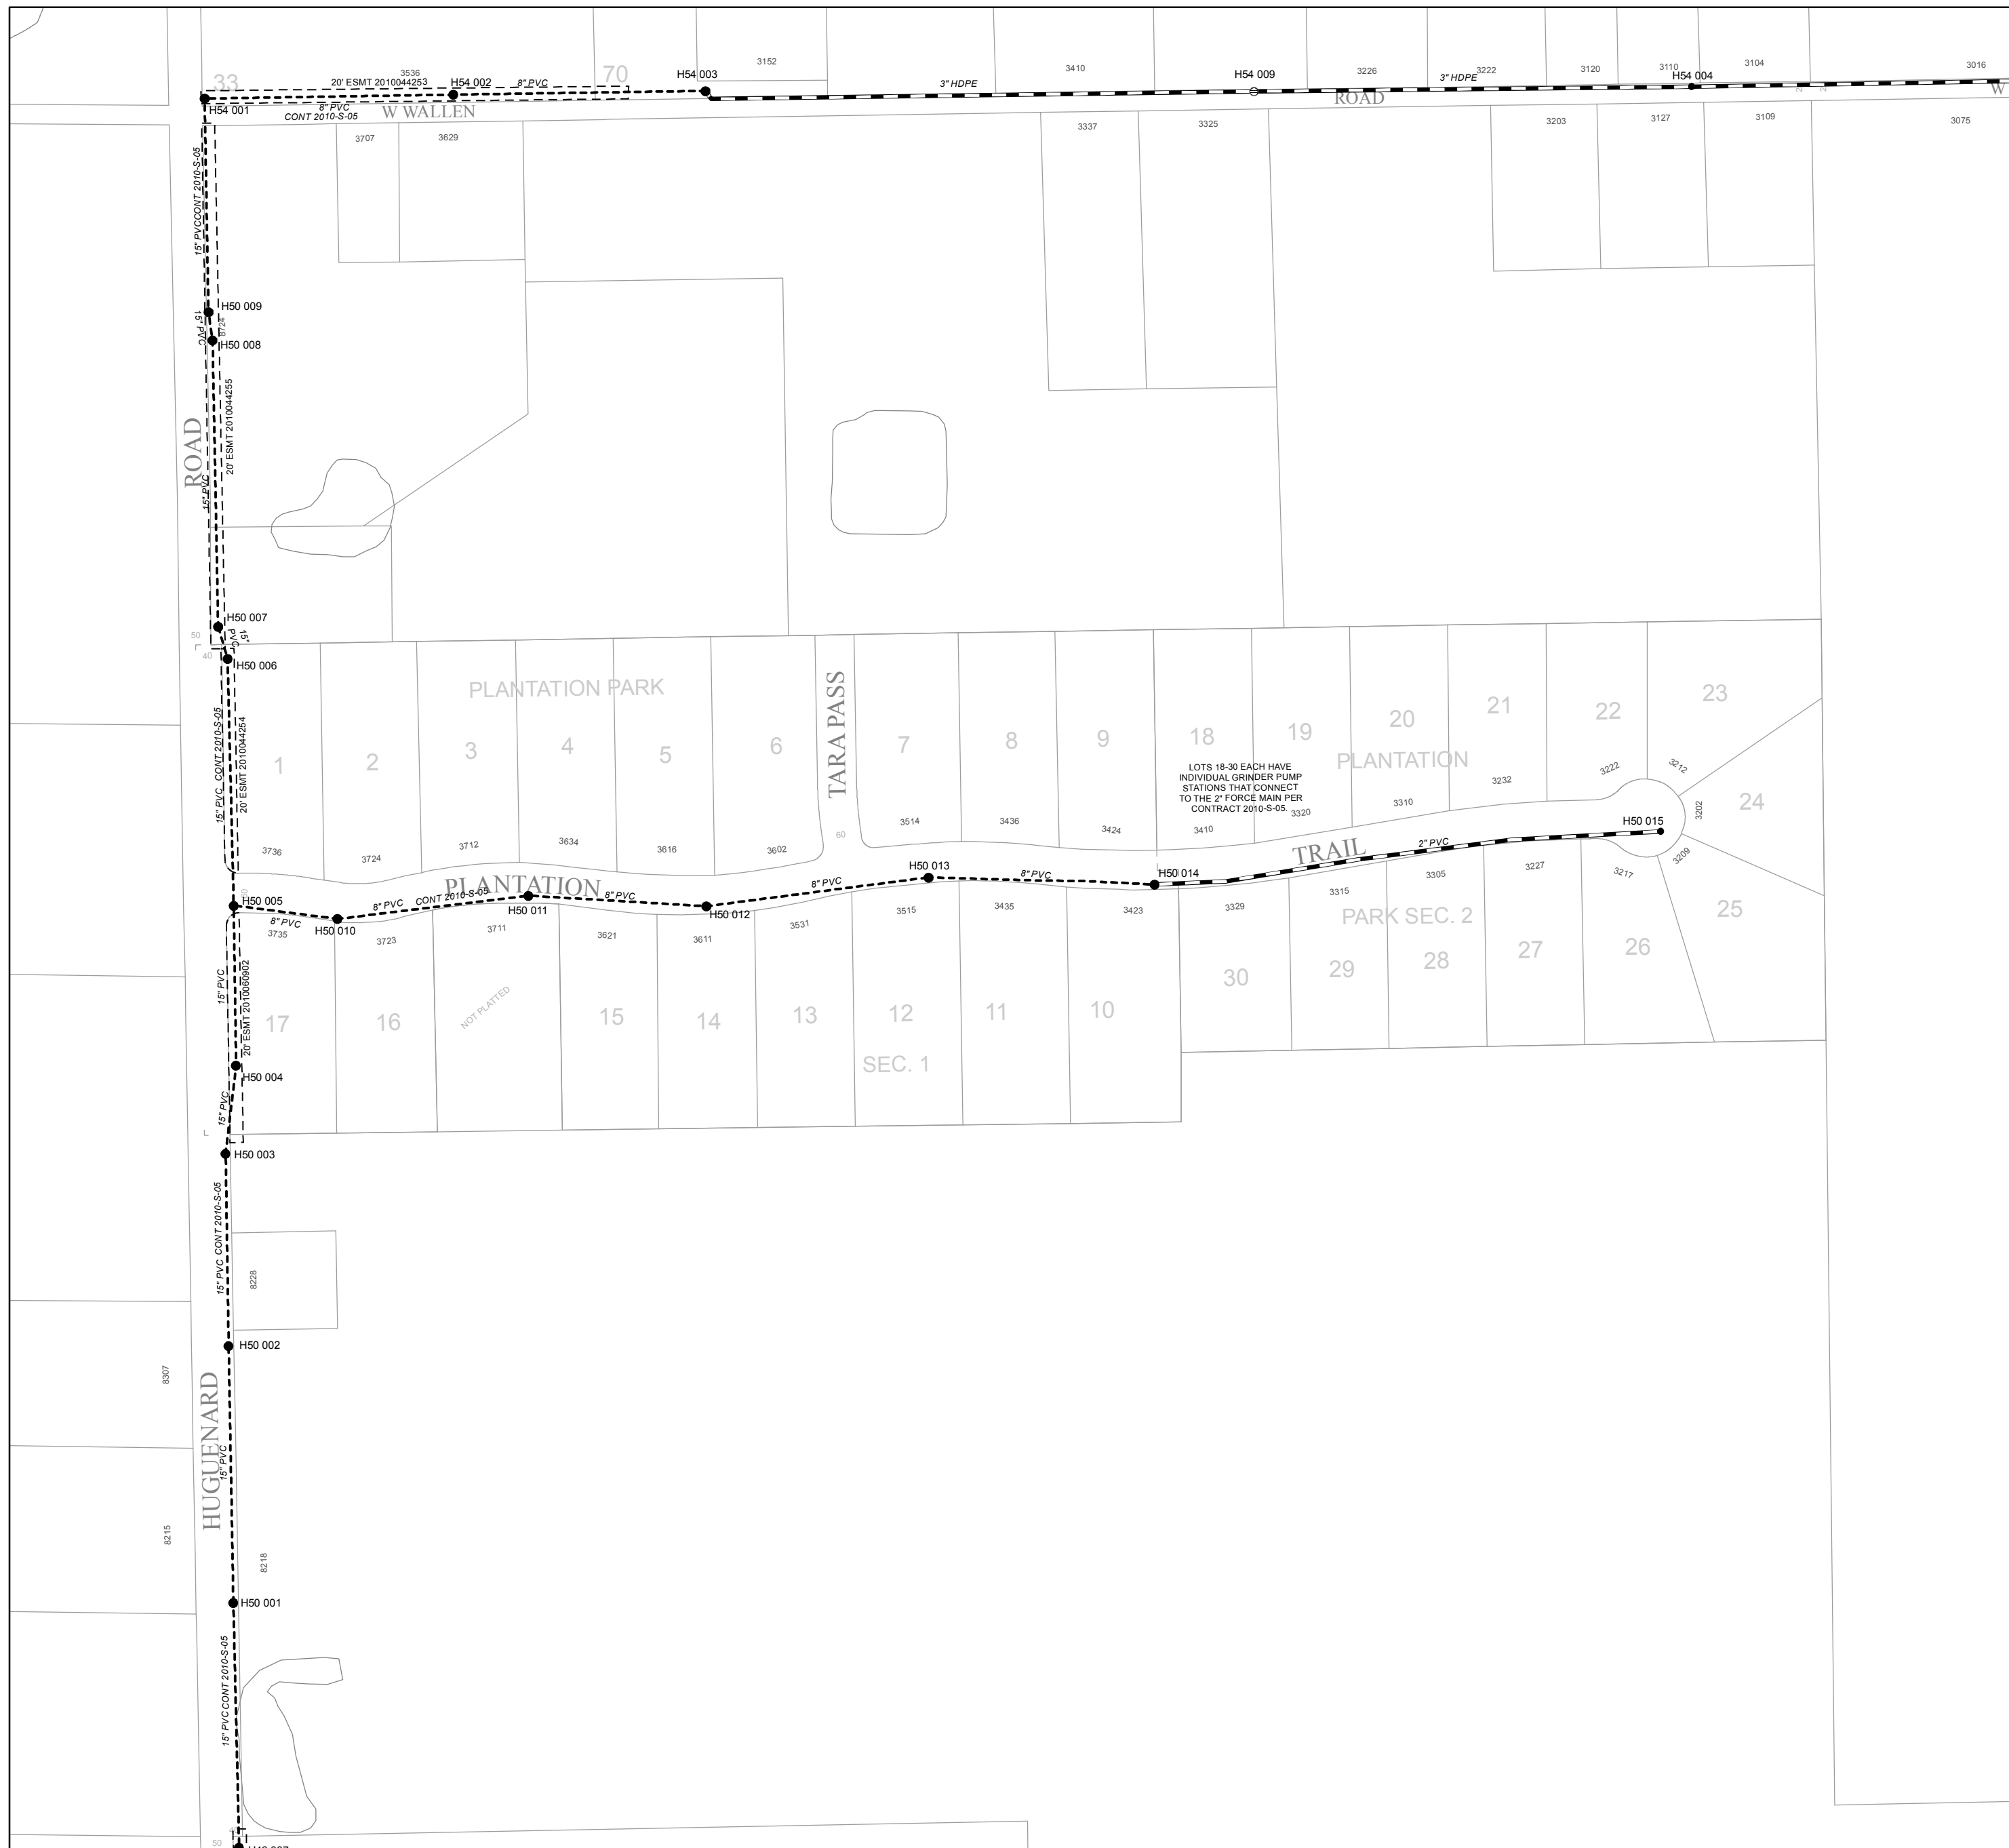 33
3536
20' ESMT 2010044253
H54 002
8" PVC
70
H54 003
3152
3" HDPE
3410
H54 009
3226
3" HDPE
3222
3120
3110
H54 004
3104
3016
H54 001
8" PVC
CONT 2010-S-05
W WALLEN
ROAD
W
3707
3629
3337
3325
3203
3127
3109
3075
15" PVC CONT 2010-S-05
H50 009
15" PVC
8724
H50 008
20' ESMT 2010044255
ROAD
15" PVC
H50 007
15"
PVC
50
40
H50 006
PLANTATION PARK
TARA PASS
15" PVC CONT 2010-S-05
20' ESMT 2010044254
1
2
3
4
5
6
7
8
9
18
19
20
21
22
23
24
PLANTATION
LOTS 18-30 EACH HAVE
INDIVIDUAL GRINDER PUMP
STATIONS THAT CONNECT
TO THE 2" FORCE MAIN PER
CONTRACT 2010-S-05.
3736
3724
3712
3634
3616
3602
60
3514
3436
3424
3410
3320
3310
3232
3222
3212
3202
H50 015
3209
H50 005
8" PVC
H50 010
8" PVC
CONT 2010-S-05
PLANTATION
H50 011
8" PVC
H50 012
8" PVC
H50 013
8" PVC
H50 014
TRAIL
2" PVC
3735
3723
3711
3621
3611
3531
3515
3435
3423
3329
3315
3305
3227
3217
PARK SEC. 2
15" PVC
20' ESMT 2010060902
17
16
NOT PLATTED
15
14
13
12
11
10
30
29
28
27
26
25
SEC. 1
H50 004
15" PVC
H50 003
15" PVC CONT 2010-S-05
8228
H50 002
8307
HUGUENARD
15" PVC
8215
8218
H50 001
15" PVC CONT 2010-S-05
50